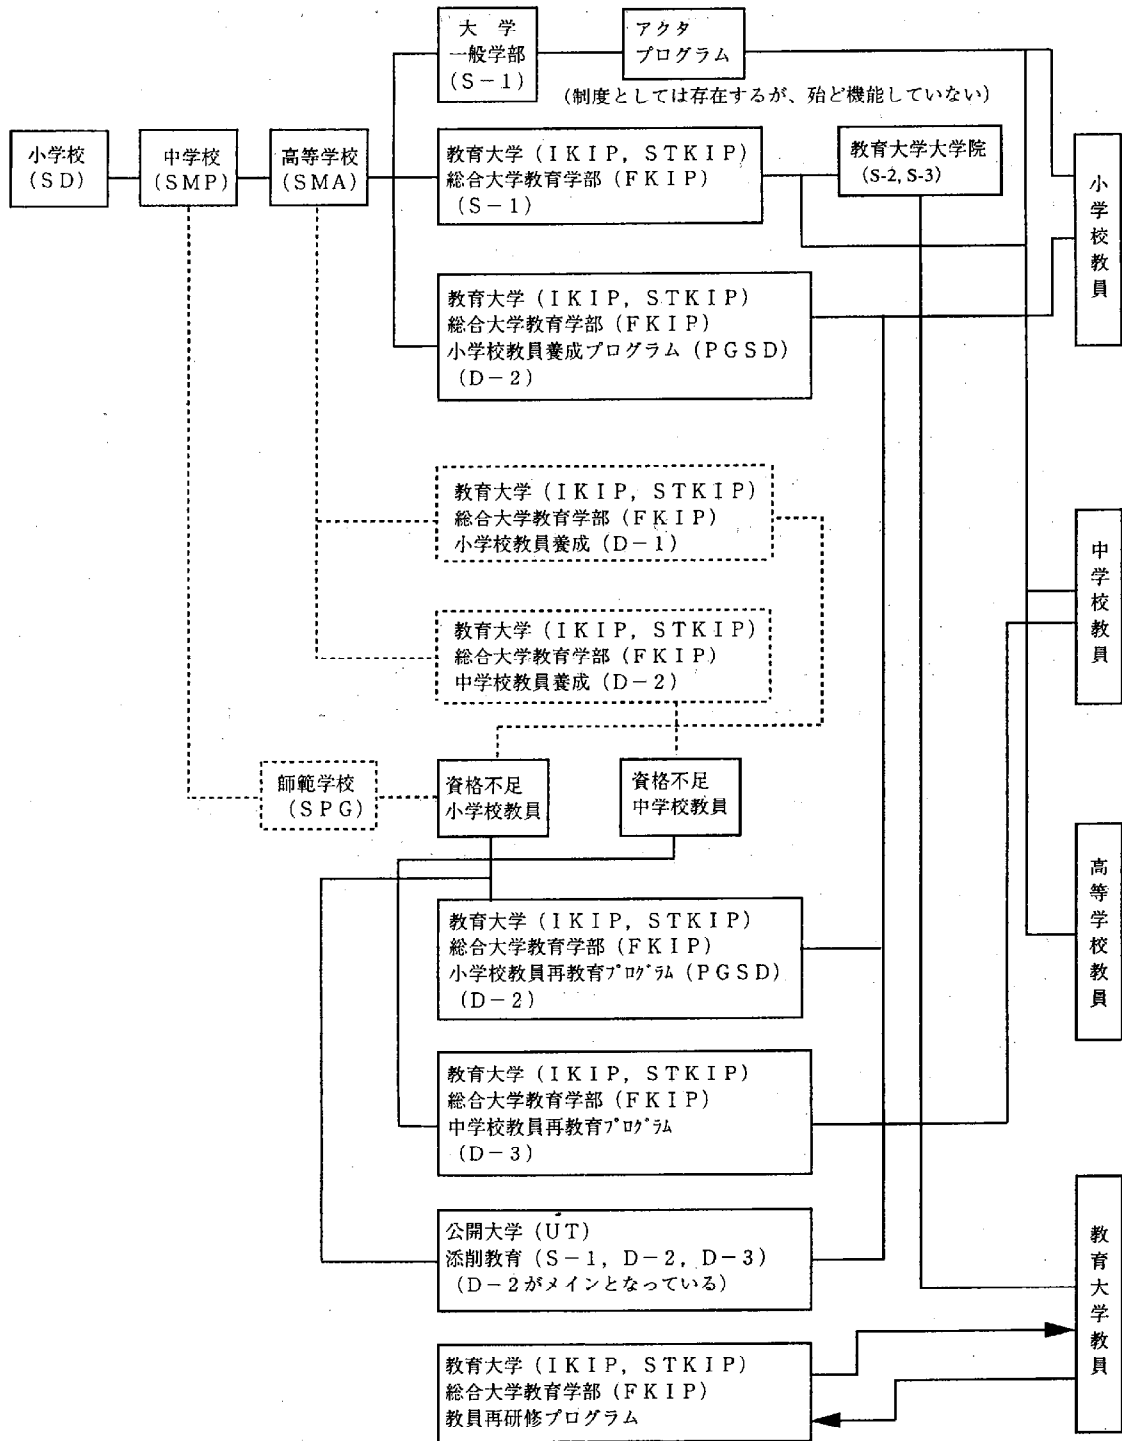 大　学
一般学部
(S－1)
アクタ
プログラム
(制度としては存在するが、殆ど機能していない)
小学校
(SD)
中学校
(SMP)
高等学校
(SMA)
教育大学 (IKIP, STKIP)
総合大学教育学部 (FKIP)
(S－1)
教育大学大学院
(S-2, S-3)
小学校教員
教育大学 (IKIP, STKIP)
総合大学教育学部 (FKIP)
小学校教員養成プログラム (PGSD)
(D－2)
教育大学 (IKIP, STKIP)
総合大学教育学部 (FKIP)
小学校教員養成 (D－1)
中学校教員
教育大学 (IKIP, STKIP)
総合大学教育学部 (FKIP)
中学校教員養成 (D－2)
師範学校
(SPG)
資格不足
小学校教員
資格不足
中学校教員
高等学校教員
教育大学 (IKIP, STKIP)
総合大学教育学部 (FKIP)
小学校教員再教育ﾌﾟﾛｸﾞﾗﾑ (PGSD)
(D－2)
教育大学 (IKIP, STKIP)
総合大学教育学部 (FKIP)
中学校教員再教育ﾌﾟﾛｸﾞﾗﾑ
(D－3)
公開大学 (UT)
添削教育 (S－1, D－2, D－3)
(D－2がメインとなっている)
教育大学教員
教育大学 (IKIP, STKIP)
総合大学教育学部 (FKIP)
教員再研修プログラム